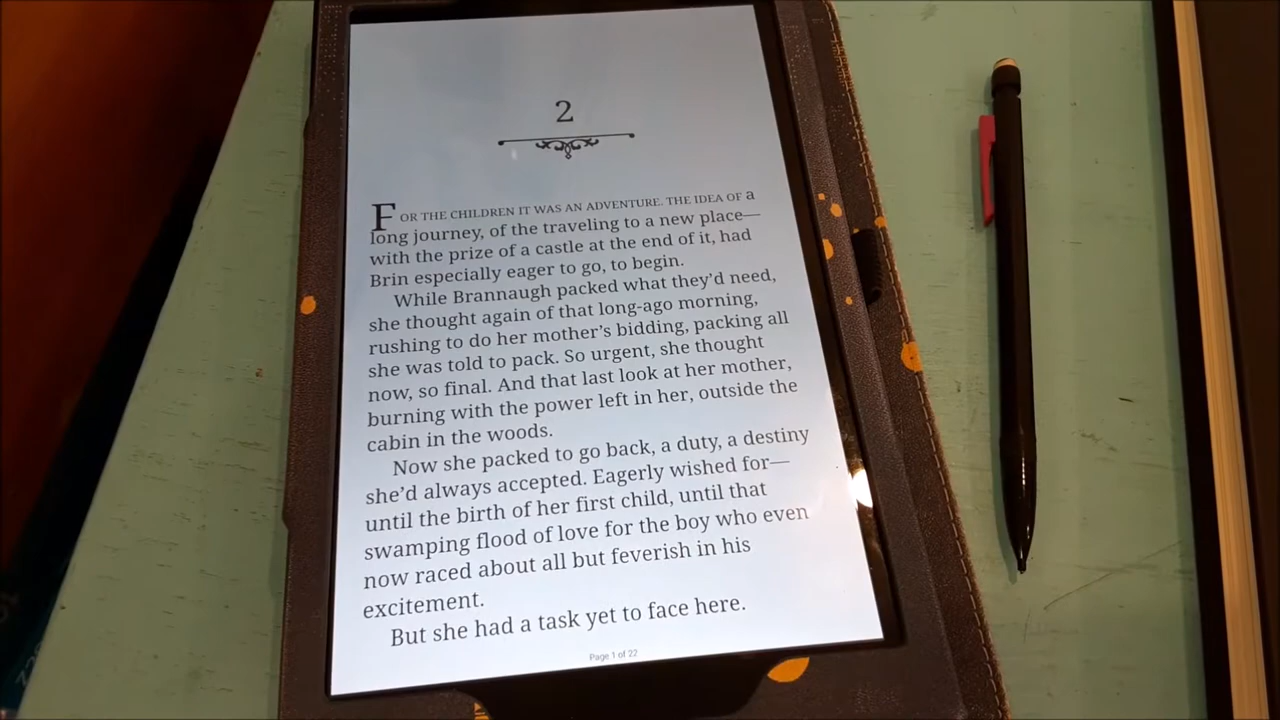 2
FOR THE CHILDREN IT WAS AN ADVENTURE. THE IDEA OF a
long journey, of the traveling to a new place—
with the prize of a castle at the end of it, had
Brin especially eager to go, to begin.
While Brannaugh packed what they’d need,
she thought again of that long-ago morning,
rushing to do her mother’s bidding, packing all
she was told to pack. So urgent, she thought
now, so final. And that last look at her mother,
burning with the power left in her, outside the
cabin in the woods.
Now she packed to go back, a duty, a destiny
she’d always accepted. Eagerly wished for—
until the birth of her first child, until that
swamping flood of love for the boy who even
now raced about all but feverish in his
excitement.
But she had a task yet to face here.
Page 1 of 22